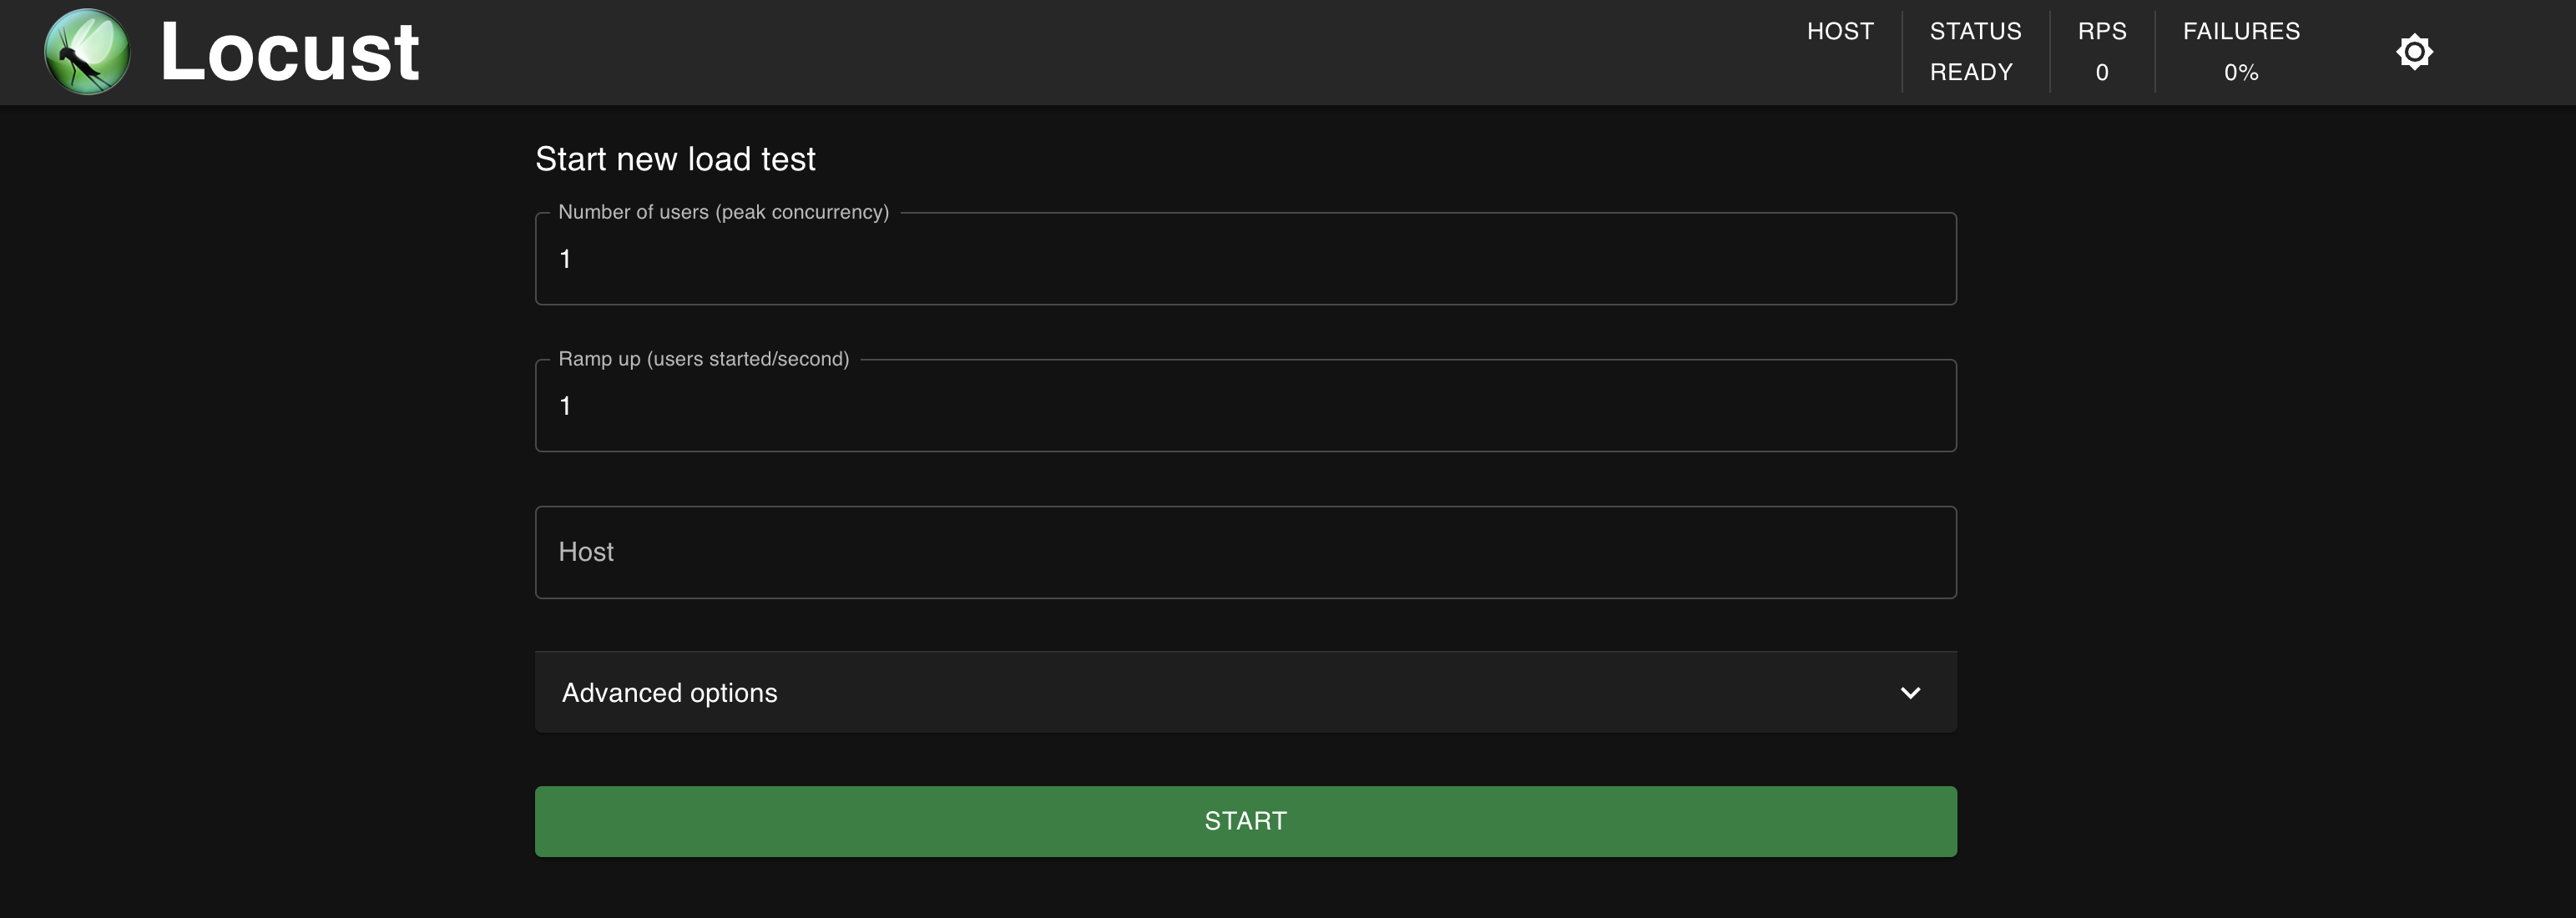 Locust
HOST
STATUS
READY
RPS
0
FAILURES
0%
Start new load test
Number of users (peak concurrency)
1
Ramp up (users started/second)
1
Host
Advanced options
START